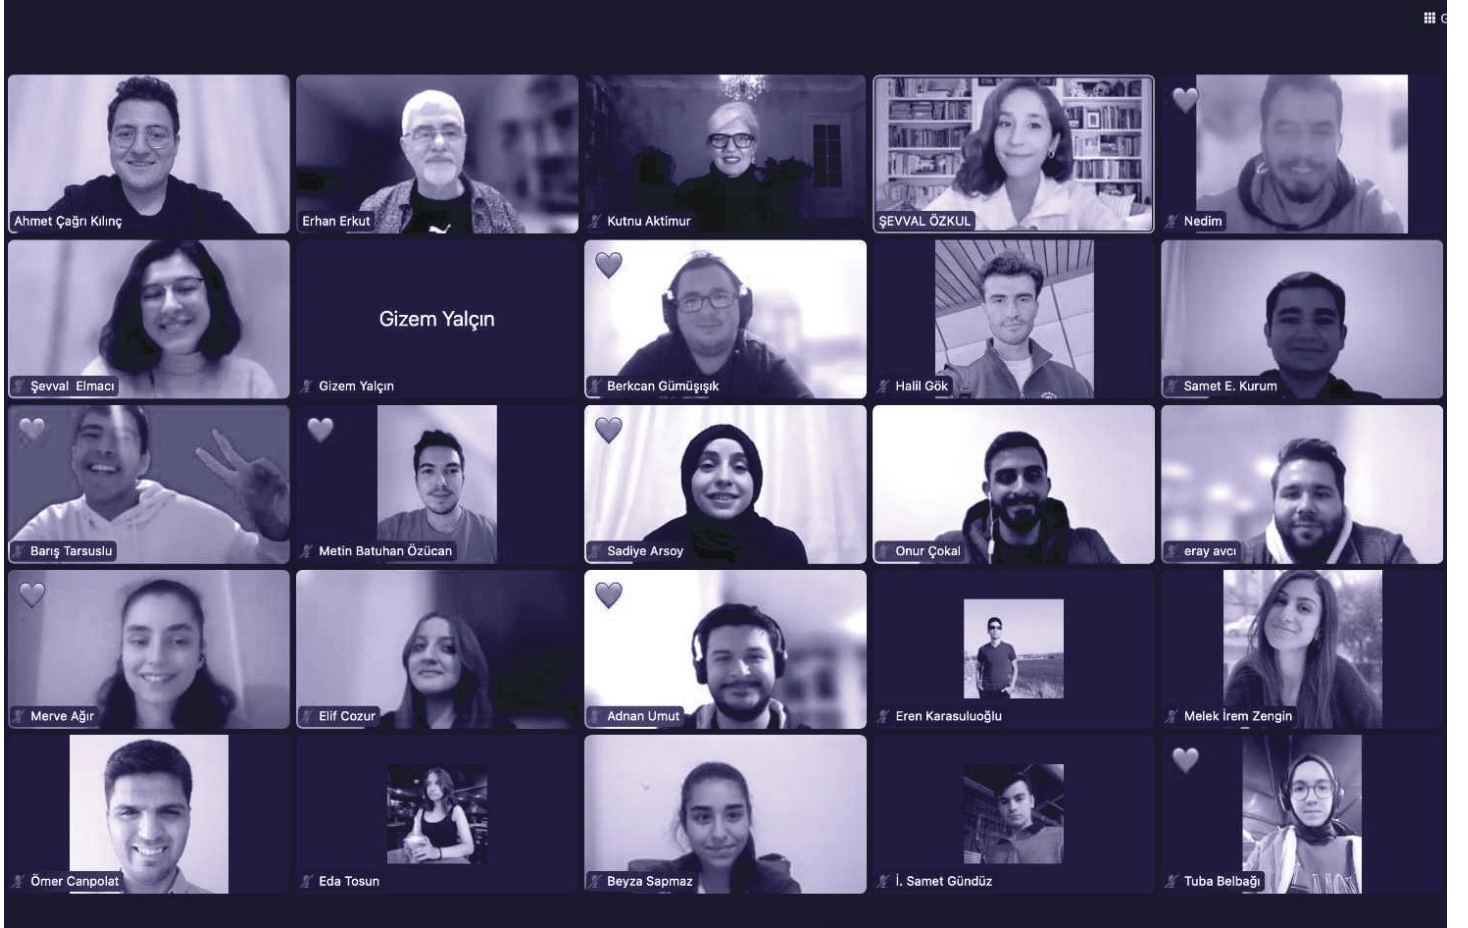 G
Ahmet Çağrı Kılınç
Erhan Erkut
Kutnu Aktimur
ŞEVVAL ÖZKUL
Nedim
Şevval Elmacı
Gizem Yalçın
Gizem Yalçın
Berkcan Gümüşışık
Halil Gök
Samet E. Kurum
Barış Tarsuslu
Metin Batuhan Özücan
Sadiye Arsoy
Onur Çokal
eray avcı
Merve Ağır
Elif Cozur
Adnan Umut
Eren Karasuluoğlu
Melek İrem Zengin
Ömer Canpolat
Eda Tosun
Beyza Sapmaz
İ. Samet Gündüz
Tuba Belbağı